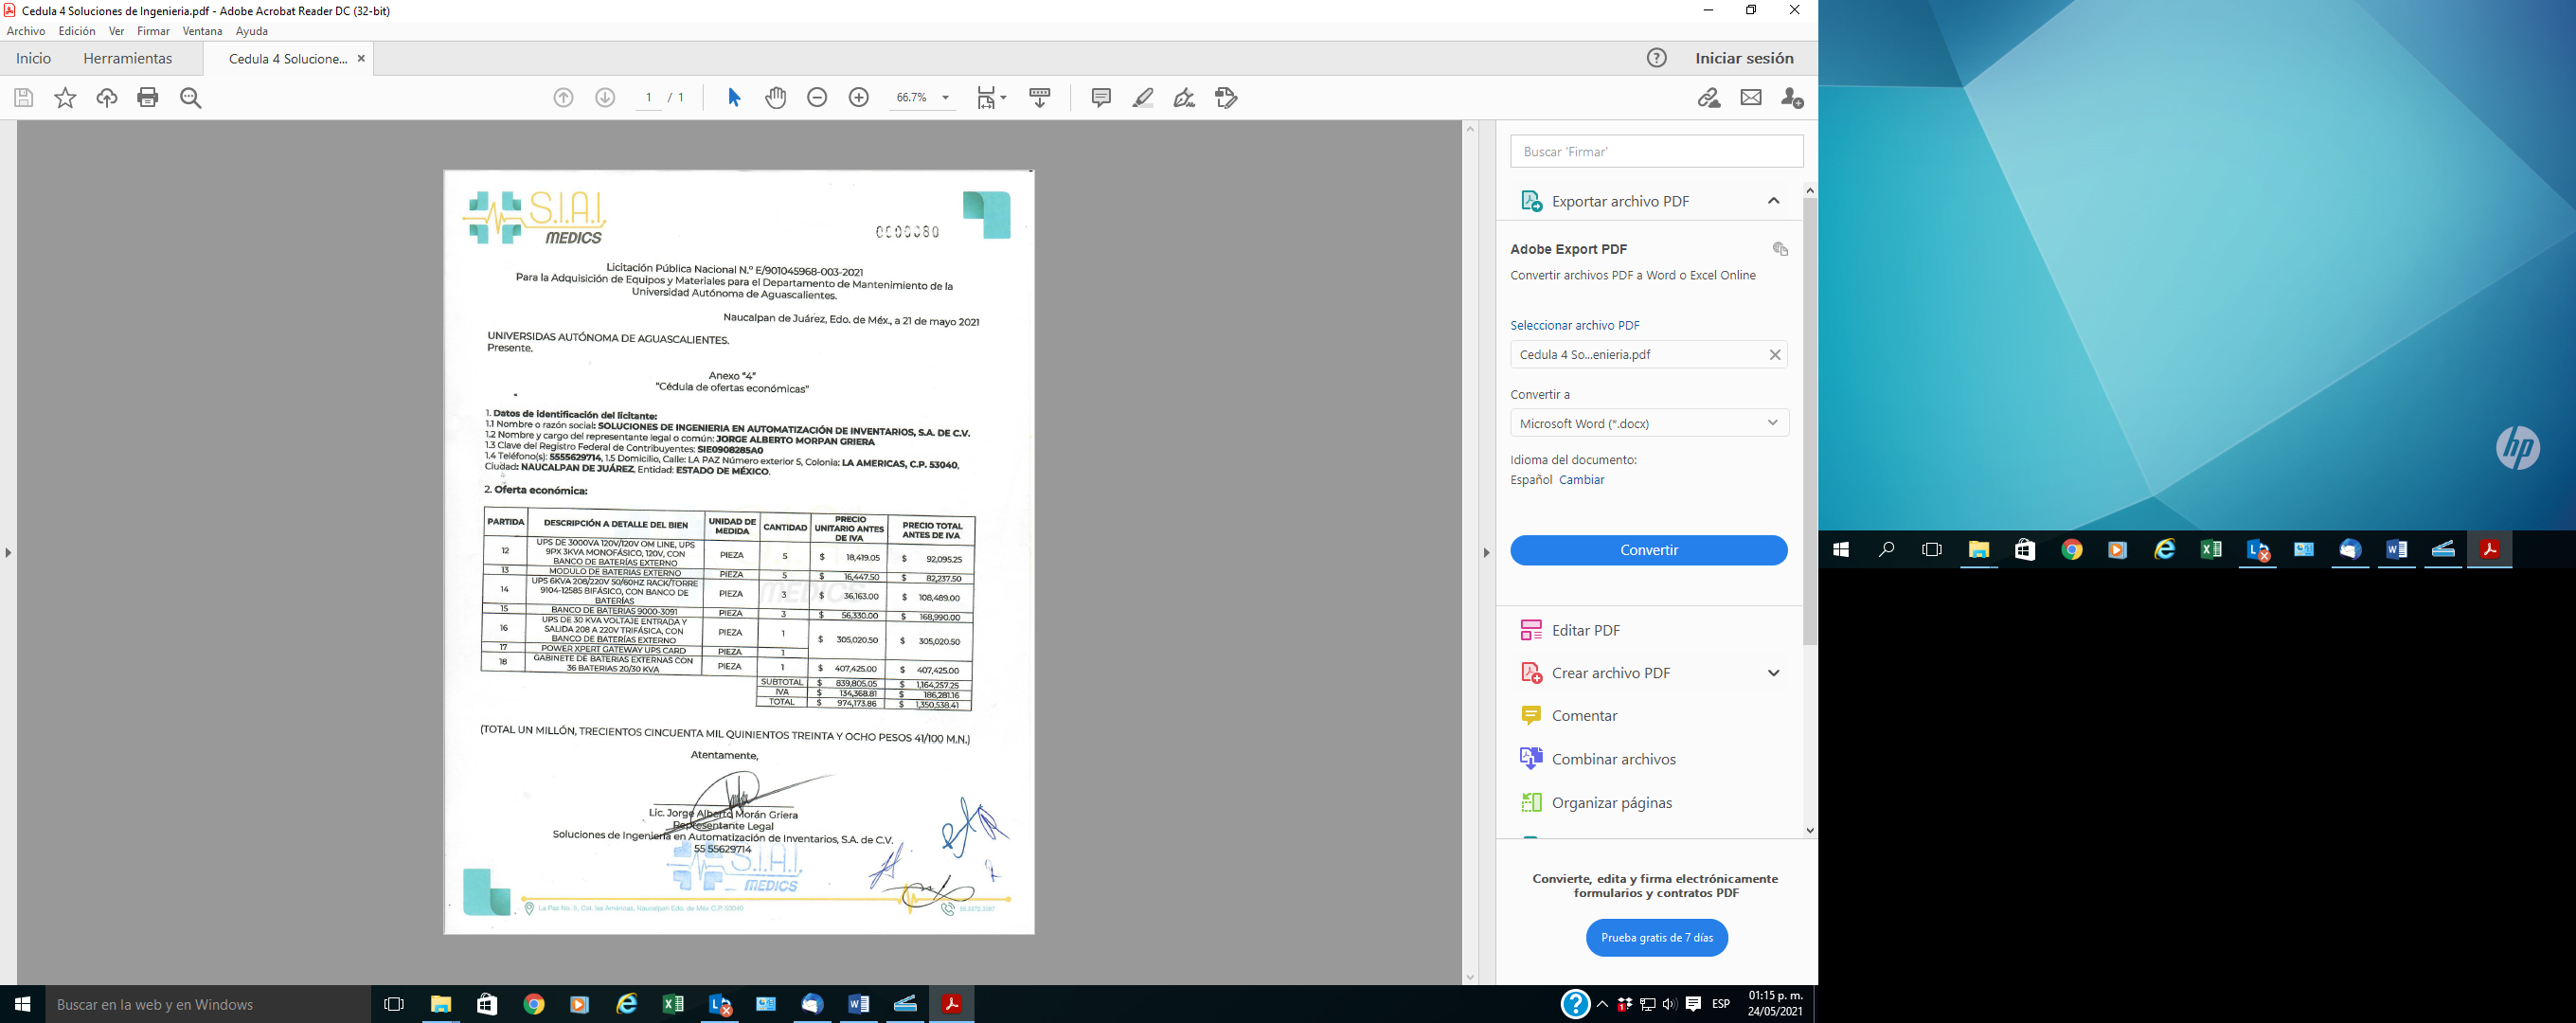 Cedula 4 Soluciones de Ingenieria.pdf - Adobe Acrobat Reader DC (32-bit)
Archivo Edición Ver Firmar Ventana Ayuda
Inicio Herramientas Cedula 4 Solucione... Iniciar sesión
1 / 1 66.7%
S.I.A.I.
MEDICS
0000080
Licitación Pública Nacional N.º E/901045968-003-2021
Para la Adquisición de Equipos y Materiales para el Departamento de Mantenimiento de la
Universidad Autónoma de Aguascalientes.
Naucalpan de Juárez, Edo. de Méx., a 21 de mayo 2021
UNIVERSIDAS AUTÓNOMA DE AGUASCALIENTES.
Presente.
Anexo "4"
"Cédula de ofertas económicas"
1. Datos de identificación del licitante:
1.1 Nombre o razón social: SOLUCIONES DE INGENIERIA EN AUTOMATIZACIÓN DE INVENTARIOS, S.A. DE C.V.
1.2 Nombre y cargo del representante legal o común: JORGE ALBERTO MORPAN GRIERA
1.3 Clave del Registro Federal de Contribuyentes: SIE0908285A0
1.4 Teléfono(s): 5555629714, 1.5 Domicilio, Calle: LA PAZ Número exterior 5, Colonia: LA AMERICAS, C.P. 53040,
Ciudad: NAUCALPAN DE JUÁREZ, Entidad: ESTADO DE MÉXICO.
2. Oferta económica:
PARTIDA DESCRIPCIÓN A DETALLE DEL BIEN UNIDAD DE MEDIDA CANTIDAD PRECIO UNITARIO ANTES DE IVA PRECIO TOTAL ANTES DE IVA
12 UPS DE 3000VA 120V/120V OM LINE, UPS 9PX 3KVA MONOFÁSICO, 120V, CON BANCO DE BATERÍAS EXTERNO PIEZA 5 $ 18,419.05 $ 92,095.25
13 MODULO DE BATERIAS EXTERNO PIEZA 5 $ 16,447.50 $ 82,237.50
14 UPS 6KVA 208/220V 50/60HZ RACK/TORRE 9104-12585 BIFÁSICO, CON BANCO DE BATERÍAS PIEZA 3 $ 36,163.00 $ 108,489.00
15 BANCO DE BATERIAS 9000-3091 PIEZA 3 $ 56,330.00 $ 168,990.00
16 UPS DE 30 KVA VOLTAJE ENTRADA Y SALIDA 208 A 220V TRIFÁSICA, CON BANCO DE BATERÍAS EXTERNO PIEZA 1 $ 305,020.50 $ 305,020.50
17 POWER XPERT GATEWAY UPS CARD PIEZA 1
18 GABINETE DE BATERIAS EXTERNAS CON 36 BATERIAS 20/30 KVA PIEZA 1 $ 407,425.00 $ 407,425.00
SUBTOTAL $ 839,805.05 $ 1,164,257.25
IVA $ 134,368.81 $ 186,281.16
TOTAL $ 974,173.86 $ 1,350,538.41
(TOTAL UN MILLÓN, TRECIENTOS CINCUENTA MIL QUINIENTOS TREINTA Y OCHO PESOS 41/100 M.N.)
Atentamente,
Lic. Jorge Alberto Morán Griera
Representante Legal
Soluciones de Ingeniería en Automatización de Inventarios, S.A. de C.V.
55 55629714
S.I.A.I.
MEDICS
La Paz No. 5, Col. las Américas, Naucalpan Edo. de Méx C.P. 53040
Buscar 'Firmar'
Exportar archivo PDF
Adobe Export PDF
Convertir archivos PDF a Word o Excel Online
Seleccionar archivo PDF
Cedula 4 So...enieria.pdf
Convertir a
Microsoft Word (*.docx)
Idioma del documento:
Español Cambiar
Convertir
Editar PDF
Crear archivo PDF
Comentar
Combinar archivos
Organizar páginas
Convierte, edita y firma electrónicamente
formularios y contratos PDF
Prueba gratis de 7 días
hp
Buscar en la web y en Windows
ESP
01:15 p. m.
24/05/2021